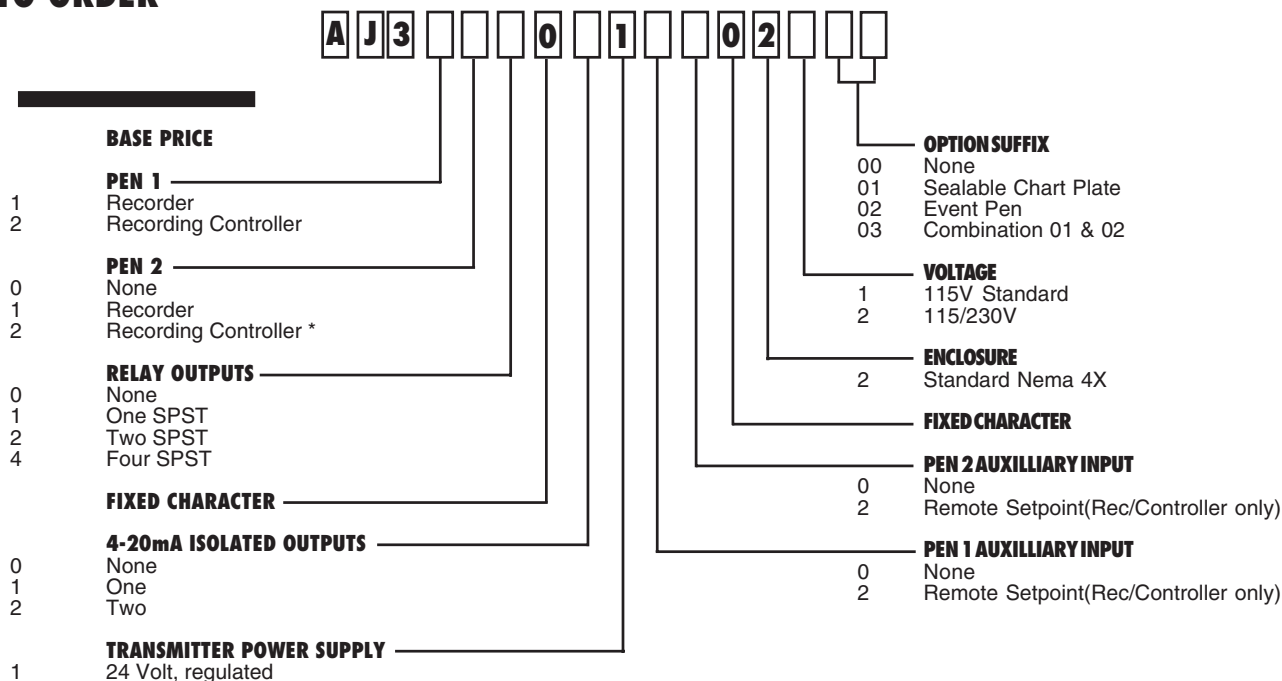 TO ORDER
A J 3 0 1 0 2
BASE PRICE
PEN 1
1 Recorder
2 Recording Controller
PEN 2
0 None
1 Recorder
2 Recording Controller *
RELAY OUTPUTS
0 None
1 One SPST
2 Two SPST
4 Four SPST
FIXED CHARACTER
4-20mA ISOLATED OUTPUTS
0 None
1 One
2 Two
TRANSMITTER POWER SUPPLY
1 24 Volt, regulated
OPTION SUFFIX
00 None
01 Sealable Chart Plate
02 Event Pen
03 Combination 01 & 02
VOLTAGE
1 115V Standard
2 115/230V
ENCLOSURE
2 Standard Nema 4X
FIXED CHARACTER
PEN 2 AUXILLIARY INPUT
0 None
2 Remote Setpoint(Rec/Controller only)
PEN 1 AUXILLIARY INPUT
0 None
2 Remote Setpoint(Rec/Controller only)